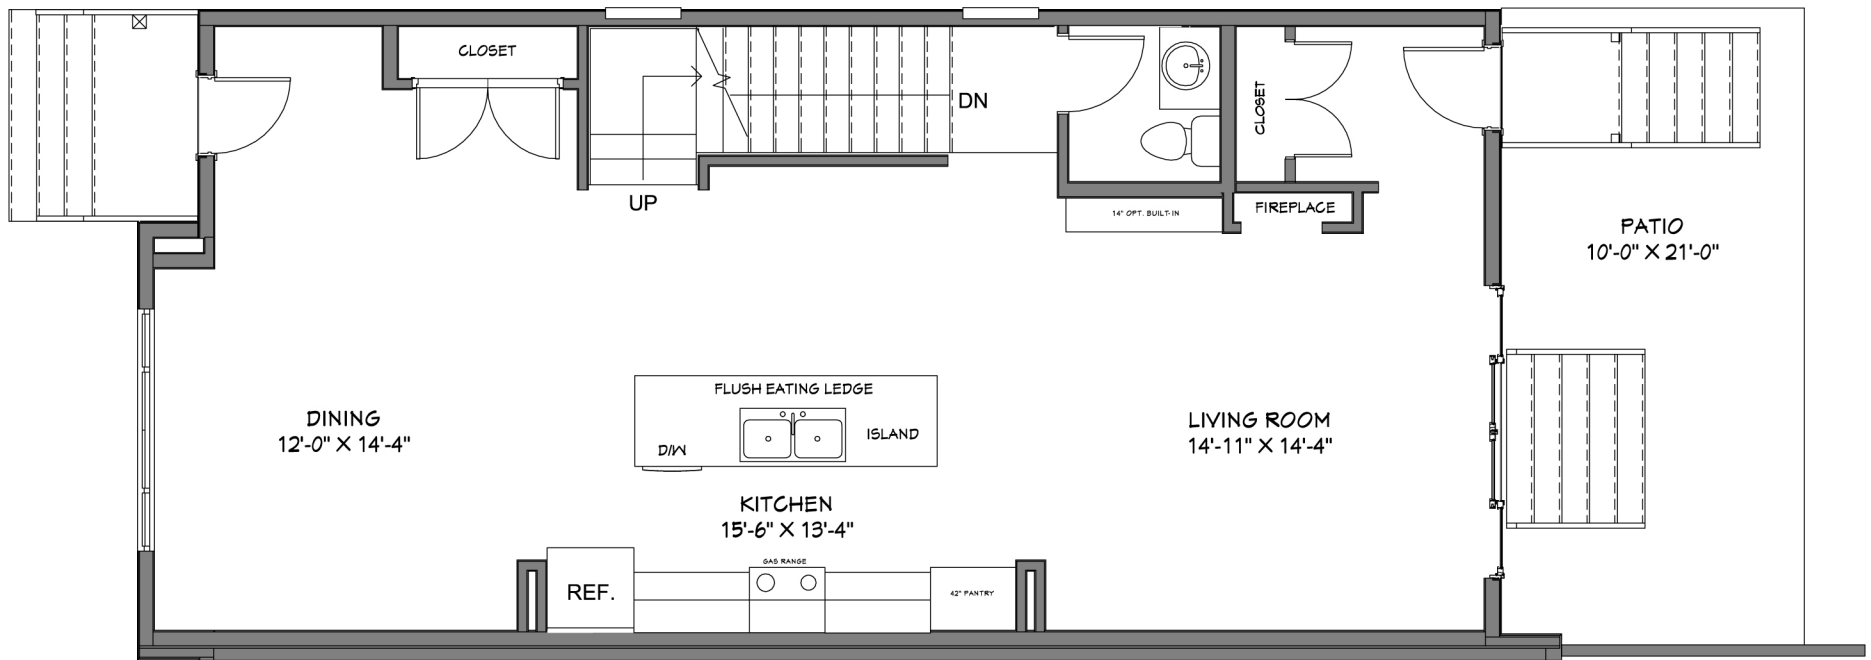 CLOSET
DN
UP
CLOSET
14" OPT. BUILT-IN
FIREPLACE
PATIO
10'-0" X 21'-0"
DINING
12'-0" X 14'-4"
FLUSH EATING LEDGE
ISLAND
D/W
KITCHEN
15'-6" X 13'-4"
LIVING ROOM
14'-11" X 14'-4"
GAS RANGE
REF.
42" PANTRY